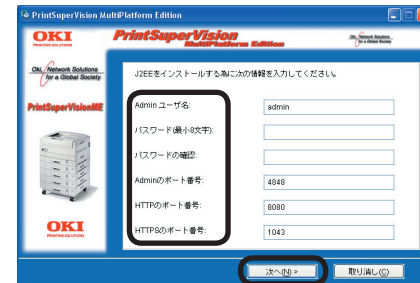 PrintSuperVision MultiPlatform Edition
OKI
PRINTING SOLUTIONS
PrintSuperVision
MultiPlatform Edition
Oki, Network Solutions
for a Global Society
Oki, Network Solutions
for a Global Society
PrintSuperVisionME
OKI
PRINTING SOLUTIONS
J2EEをインストールする為に次の情報を入力してください。
Admin ユーザ名: admin
パスワード(最小8文字):
パスワードの確認:
Adminのポート番号: 4848
HTTPのポート番号: 8080
HTTPSのポート番号: 1043
次へ(N) > 取り消し(C)